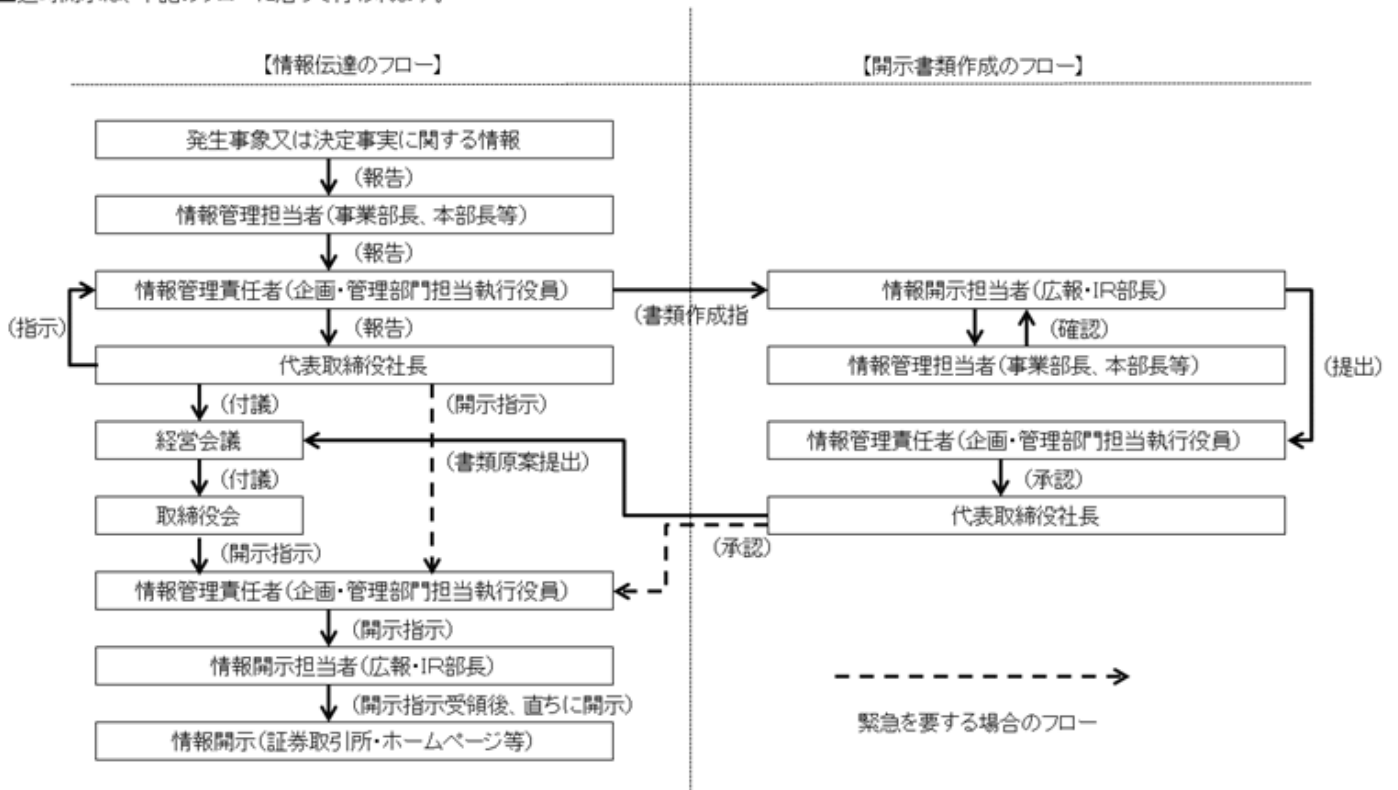 【情報伝達のフロー】
発生事象又は決定事実に関する情報
(報告)
情報管理担当者(事業部長、本部長等)
(報告)
情報管理責任者(企画・管理部門担当執行役員)
(指示)
(報告)
代表取締役社長
(付議)
(開示指示)
経営会議
(書類原案提出)
(付議)
取締役会
(開示指示)
情報管理責任者(企画・管理部門担当執行役員)
(開示指示)
情報開示担当者(広報・IR部長)
(開示指示受領後、直ちに開示)
情報開示(証券取引所・ホームページ等)
【開示書類作成のフロー】
(書類作成指
情報開示担当者(広報・IR部長)
(確認)
情報管理担当者(事業部長、本部長等)
(提出)
情報管理責任者(企画・管理部門担当執行役員)
(承認)
代表取締役社長
(承認)
緊急を要する場合のフロー